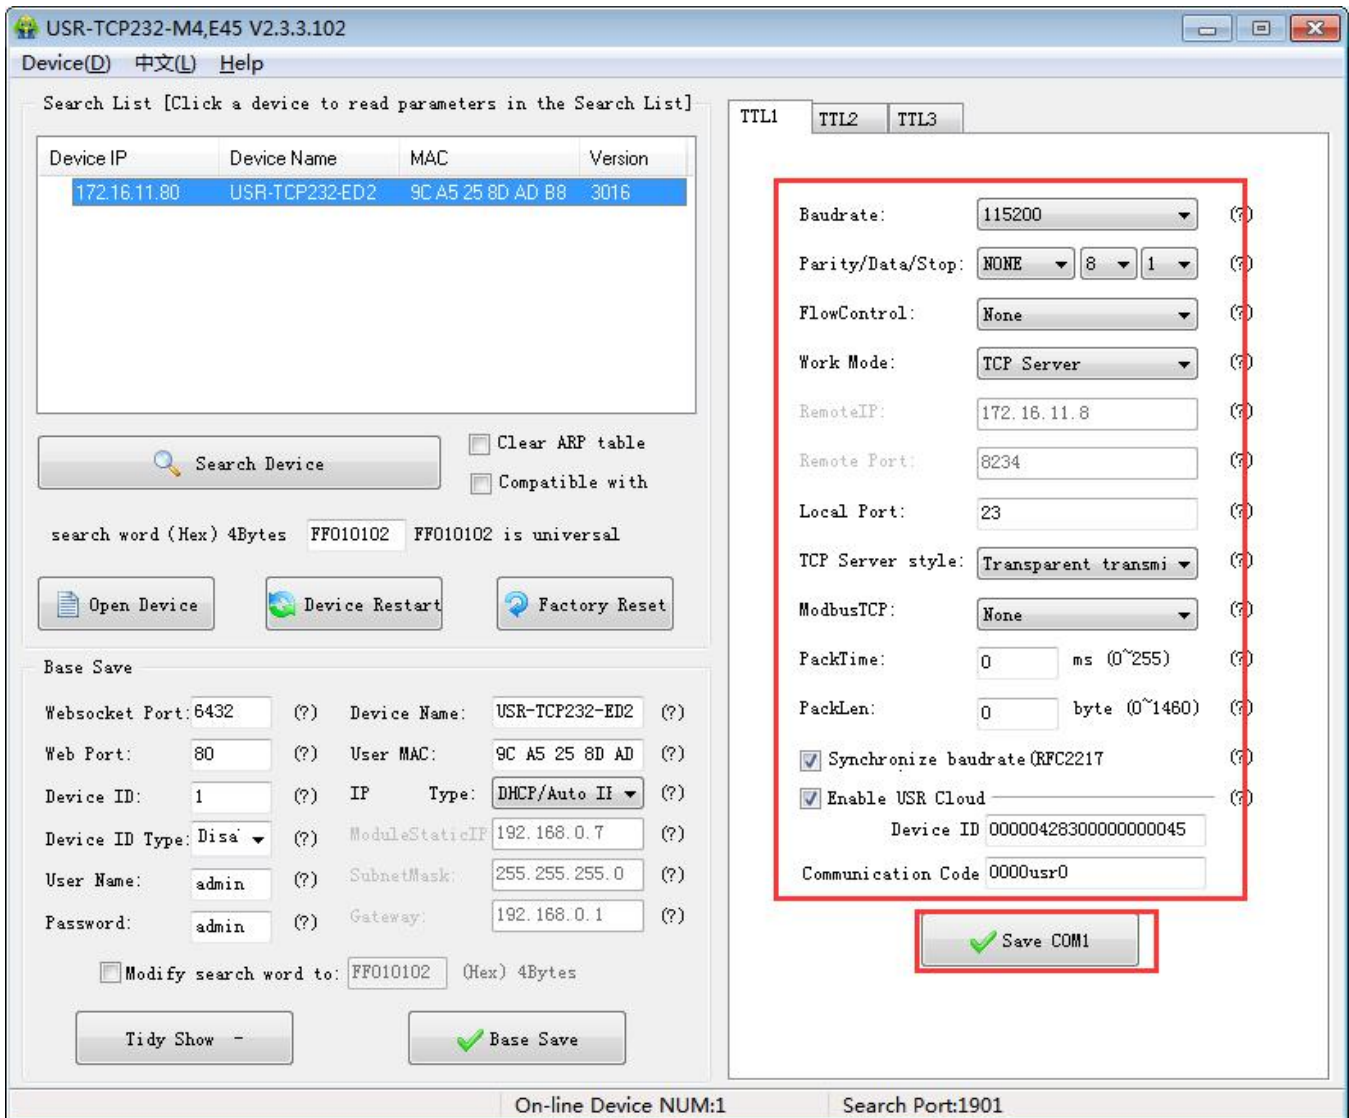 USR-TCP232-M4,E45 V2.3.3.102
Device(D) 中文(L) Help
Search List [Click a device to read parameters in the Search List]
Device IP Device Name MAC Version
172.16.11.80 USR-TCP232-ED2 9C A5 25 8D AD B8 3016
Search Device
Clear ARP table
Compatible with
search word (Hex) 4Bytes FF010102 FF010102 is universal
Open Device Device Restart Factory Reset
Base Save
Websocket Port: 6432 (?) Device Name: USR-TCP232-ED2 (?)
Web Port: 80 (?) User MAC: 9C A5 25 8D AD (?)
Device ID: 1 (?) IP Type: DHCP/Auto IP (?)
Device ID Type: Disa (?) ModuleStaticIP 192.168.0.7 (?)
User Name: admin (?) SubnetMask: 255.255.255.0 (?)
Password: admin (?) Gateway: 192.168.0.1 (?)
Modify search word to: FF010102 (Hex) 4Bytes
Tidy Show - Base Save
TTL1 TTL2 TTL3
Baudrate: 115200 (?)
Parity/Data/Stop: NONE 8 1 (?)
FlowControl: None (?)
Work Mode: TCP Server (?)
RemoteIP: 172.16.11.8 (?)
Remote Port: 8234 (?)
Local Port: 23 (?)
TCP Server style: Transparent transmi (?)
ModbusTCP: None (?)
PackTime: 0 ms (0~255) (?)
PackLen: 0 byte (0~1460) (?)
Synchronize baudrate(RFC2217 (?)
Enable USR Cloud (?)
Device ID 00000428300000000045
Communication Code 0000usr0
Save COM1
On-line Device NUM:1 Search Port:1901